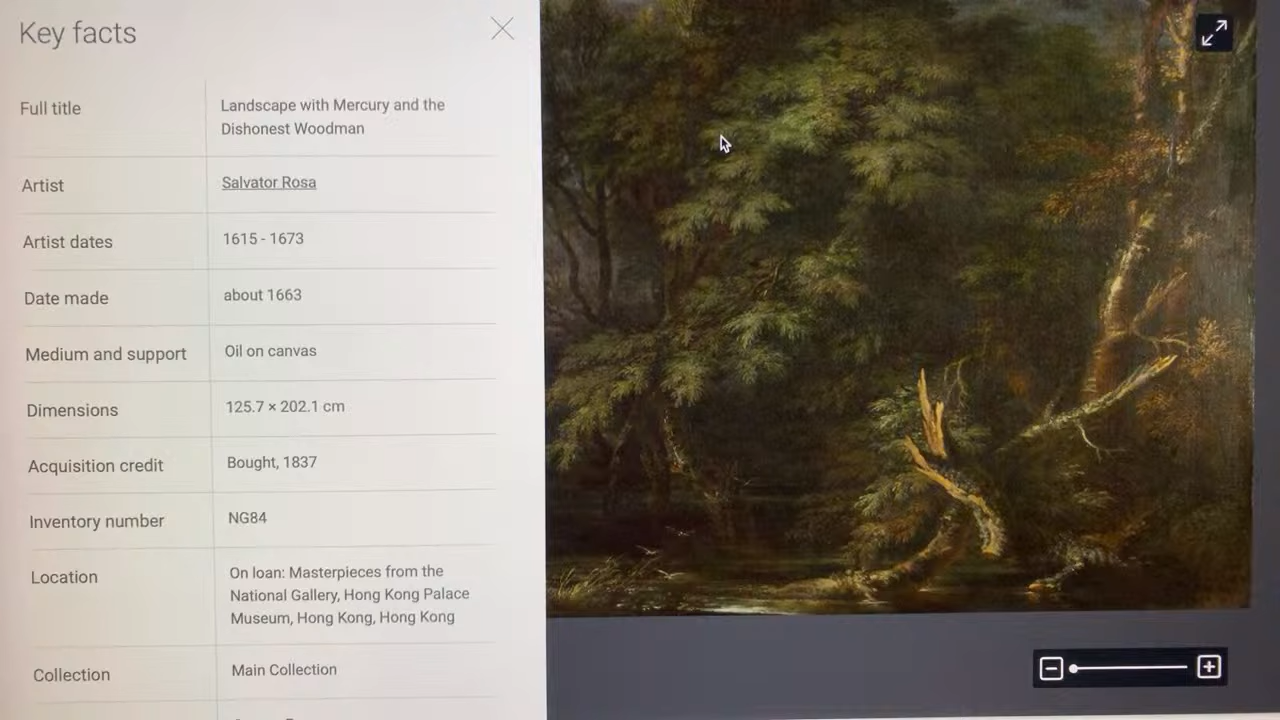 Key facts
Full title
Landscape with Mercury and the
Dishonest Woodman
Artist
Salvator Rosa
Artist dates
1615 - 1673
Date made
about 1663
Medium and support
Oil on canvas
Dimensions
125.7 × 202.1 cm
Acquisition credit
Bought, 1837
Inventory number
NG84
Location
On loan: Masterpieces from the
National Gallery, Hong Kong Palace
Museum, Hong Kong, Hong Kong
Collection
Main Collection